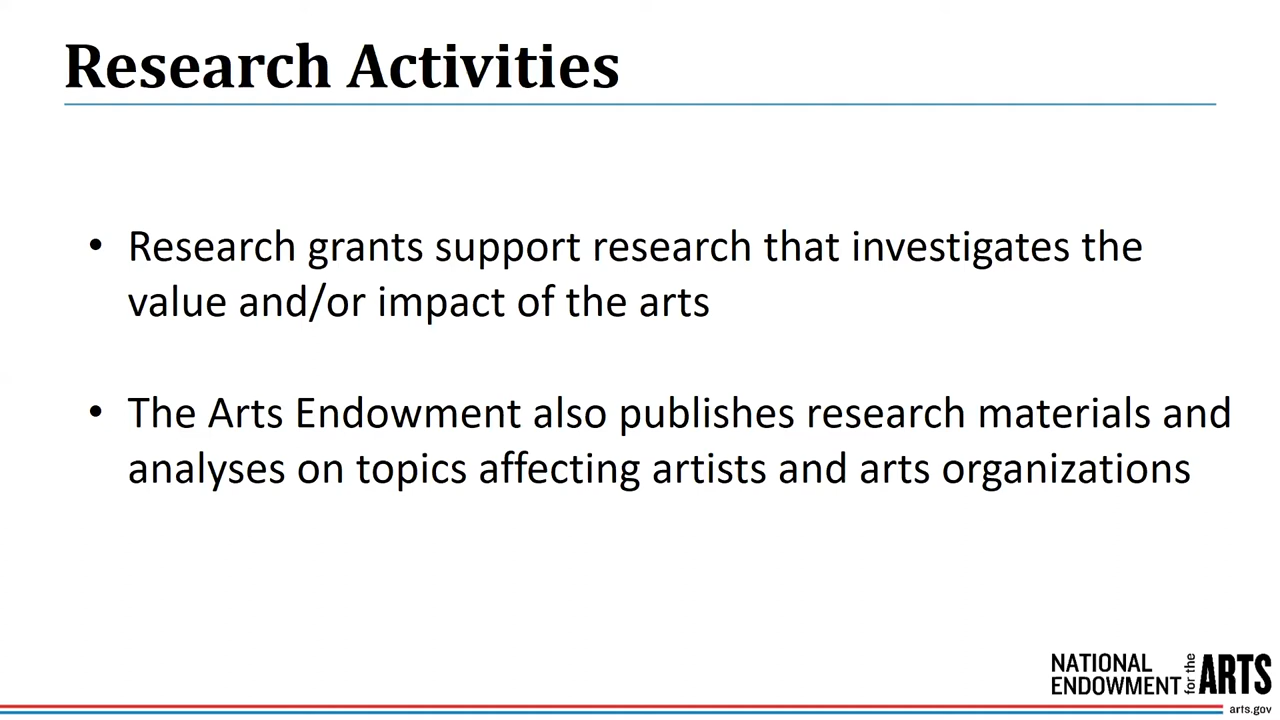 Research Activities
• Research grants support research that investigates the
value and/or impact of the arts
• The Arts Endowment also publishes research materials and
analyses on topics affecting artists and arts organizations
NATIONAL
ENDOWMENT
for the
ARTS
arts.gov